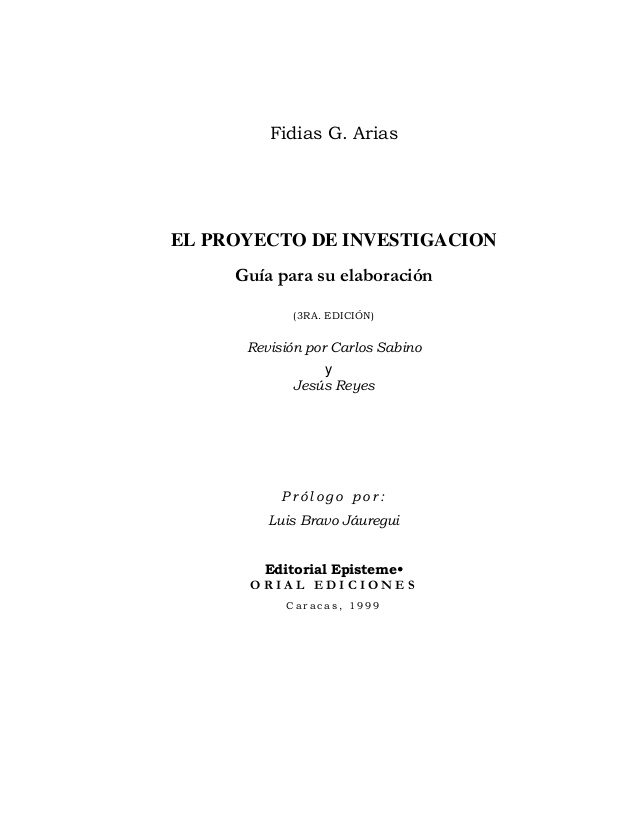 Fidias G. Arias
EL PROYECTO DE INVESTIGACION
Guía para su elaboración
(3RA. EDICIÓN)
Revisión por Carlos Sabino
y
Jesús Reyes
Prólogo por:
Luis Bravo Jáuregui
Editorial Episteme•
ORIAL EDICIONES
Caracas, 1999